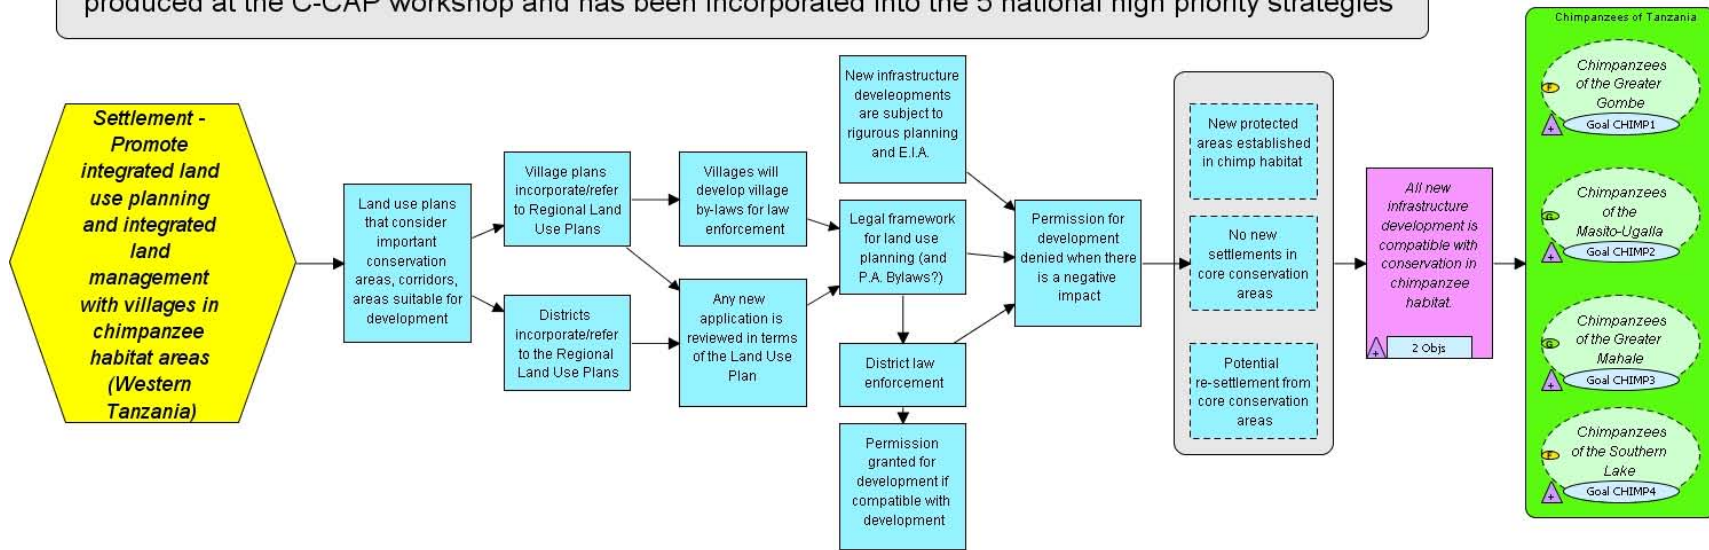 produced at the C-CAP workshop and has been incorporated into the 5 national high priority strategies
Settlement -
Promote
integrated land
use planning
and integrated
land
management
with villages in
chimpanzee
habitat areas
(Western
Tanzania)
Land use plans
that consider
important
conservation
areas, corridors,
areas suitable for
development
Village plans
incorporate/refer
to Regional Land
Use Plans
Districts
incorporate/refer
to the Regional
Land Use Plans
Villages will
develop village
by-laws for law
enforcement
Any new
application is
reviewed in terms
of the Land Use
Plan
New infrastructure
develeopments
are subject to
rigurous planning
and E.I.A.
Legal framework
for land use
planning (and
P.A. Bylaws?)
District law
enforcement
Permission
granted for
development if
compatible with
development
Permission for
development
denied when there
is a negative
impact
New protected
areas established
in chimp habitat
No new
settlements in
core conservation
areas
Potential
re-settlement from
core conservation
areas
All new
infrastructure
development is
compatible with
conservation in
chimpanzee
habitat.
+
2 Objs
Chimpanzees of Tanzania
Chimpanzees
of the Greater
Gombe
F
+
Goal CHIMP1
Chimpanzees
of the
Masito-Ugalla
G
+
Goal CHIMP2
Chimpanzees
of the Greater
Mahale
G
+
Goal CHIMP3
Chimpanzees
of the Southern
Lake
F
+
Goal CHIMP4